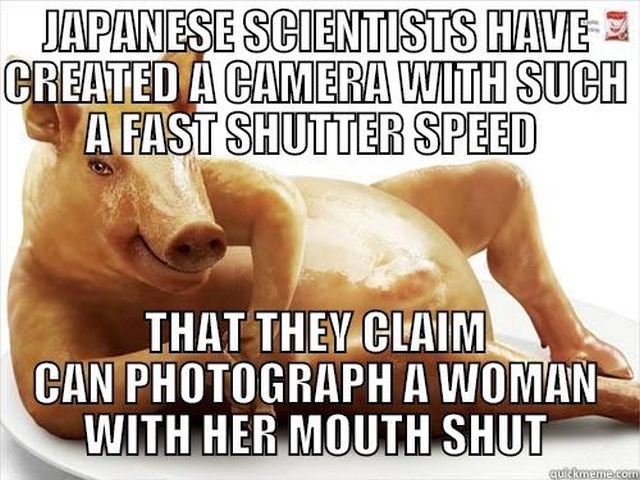 JAPANESE SCIENTISTS HAVE
CREATED A CAMERA WITH SUCH
A FAST SHUTTER SPEED
THAT THEY CLAIM
CAN PHOTOGRAPH A WOMAN
WITH HER MOUTH SHUT
quickmeme.com